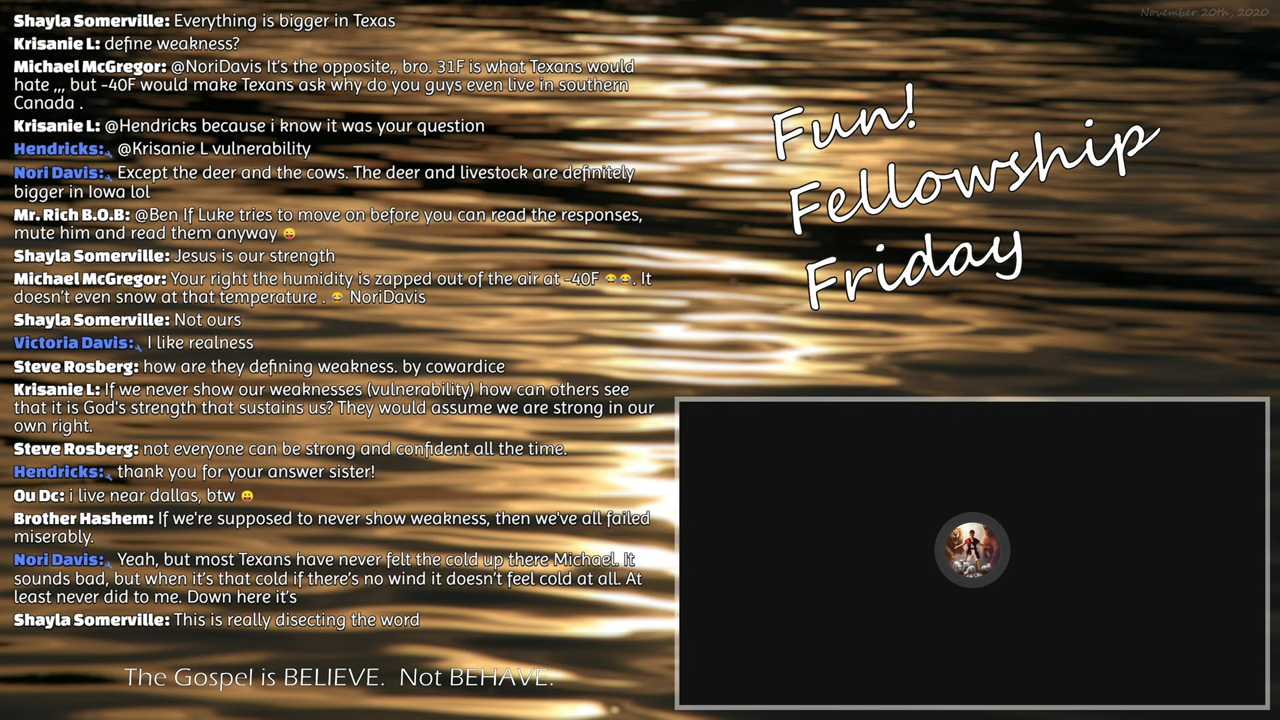 November 20th, 2020
Shayla Somerville: Everything is bigger in Texas
Krisanie L: define weakness?
Michael McGregor: @NoriDavis It's the opposite,, bro. 31F is what Texans would
hate ,,, but -40F would make Texans ask why do you guys even live in southern
Canada .
Krisanie L: @Hendricks because i know it was your question
Hendricks: @Krisanie L vulnerability
Nori Davis: Except the deer and the cows. The deer and livestock are definitely
bigger in Iowa lol
Mr. Rich B.O.B: @Ben If Luke tries to move on before you can read the responses,
mute him and read them anyway 😛
Shayla Somerville: Jesus is our strength
Michael McGregor: Your right the humidity is zapped out of the air at -40F 😂😂. It
doesn't even snow at that temperature . 😂 NoriDavis
Shayla Somerville: Not ours
Victoria Davis: I like realness
Steve Rosberg: how are they defining weakness. by cowardice
Krisanie L: If we never show our weaknesses (vulnerability) how can others see
that it is God's strength that sustains us? They would assume we are strong in our
own right.
Steve Rosberg: not everyone can be strong and confident all the time.
Hendricks: thank you for your answer sister!
Ou Dc: i live near dallas, btw 😛
Brother Hashem: If we're supposed to never show weakness, then we've all failed
miserably.
Nori Davis: Yeah, but most Texans have never felt the cold up there Michael. It
sounds bad, but when it's that cold if there's no wind it doesn't feel cold at all. At
least never did to me. Down here it's
Shayla Somerville: This is really disecting the word
The Gospel is BELIEVE. Not BEHAVE.
Fun!
Fellowship
Friday